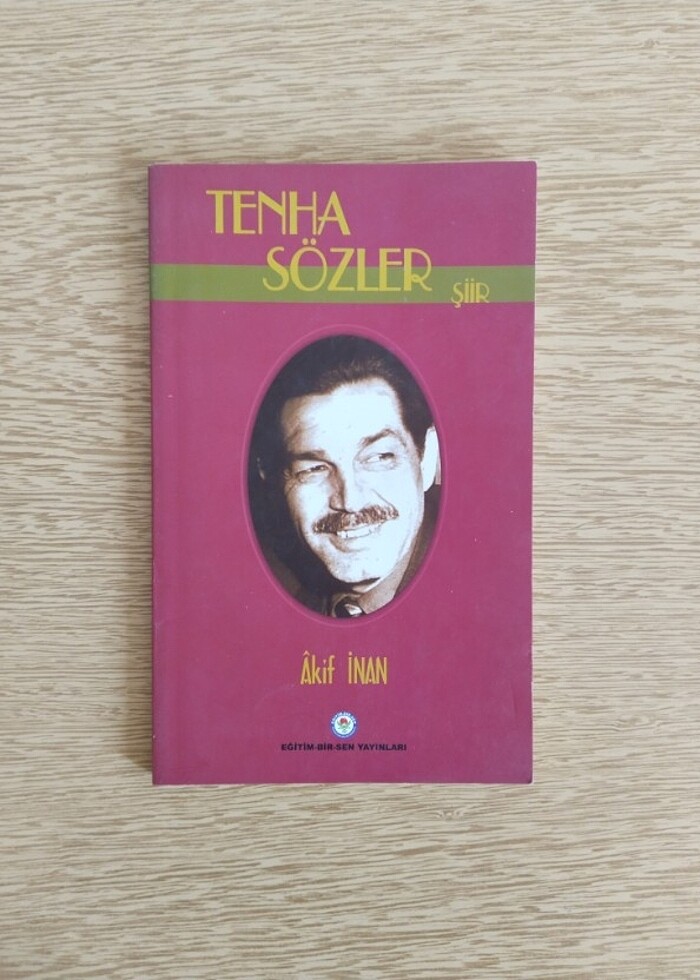 TENHA
SÖZLER
ŞİİR
Âkif İNAN
EĞİTİM-BİR-SEN YAYINLARI